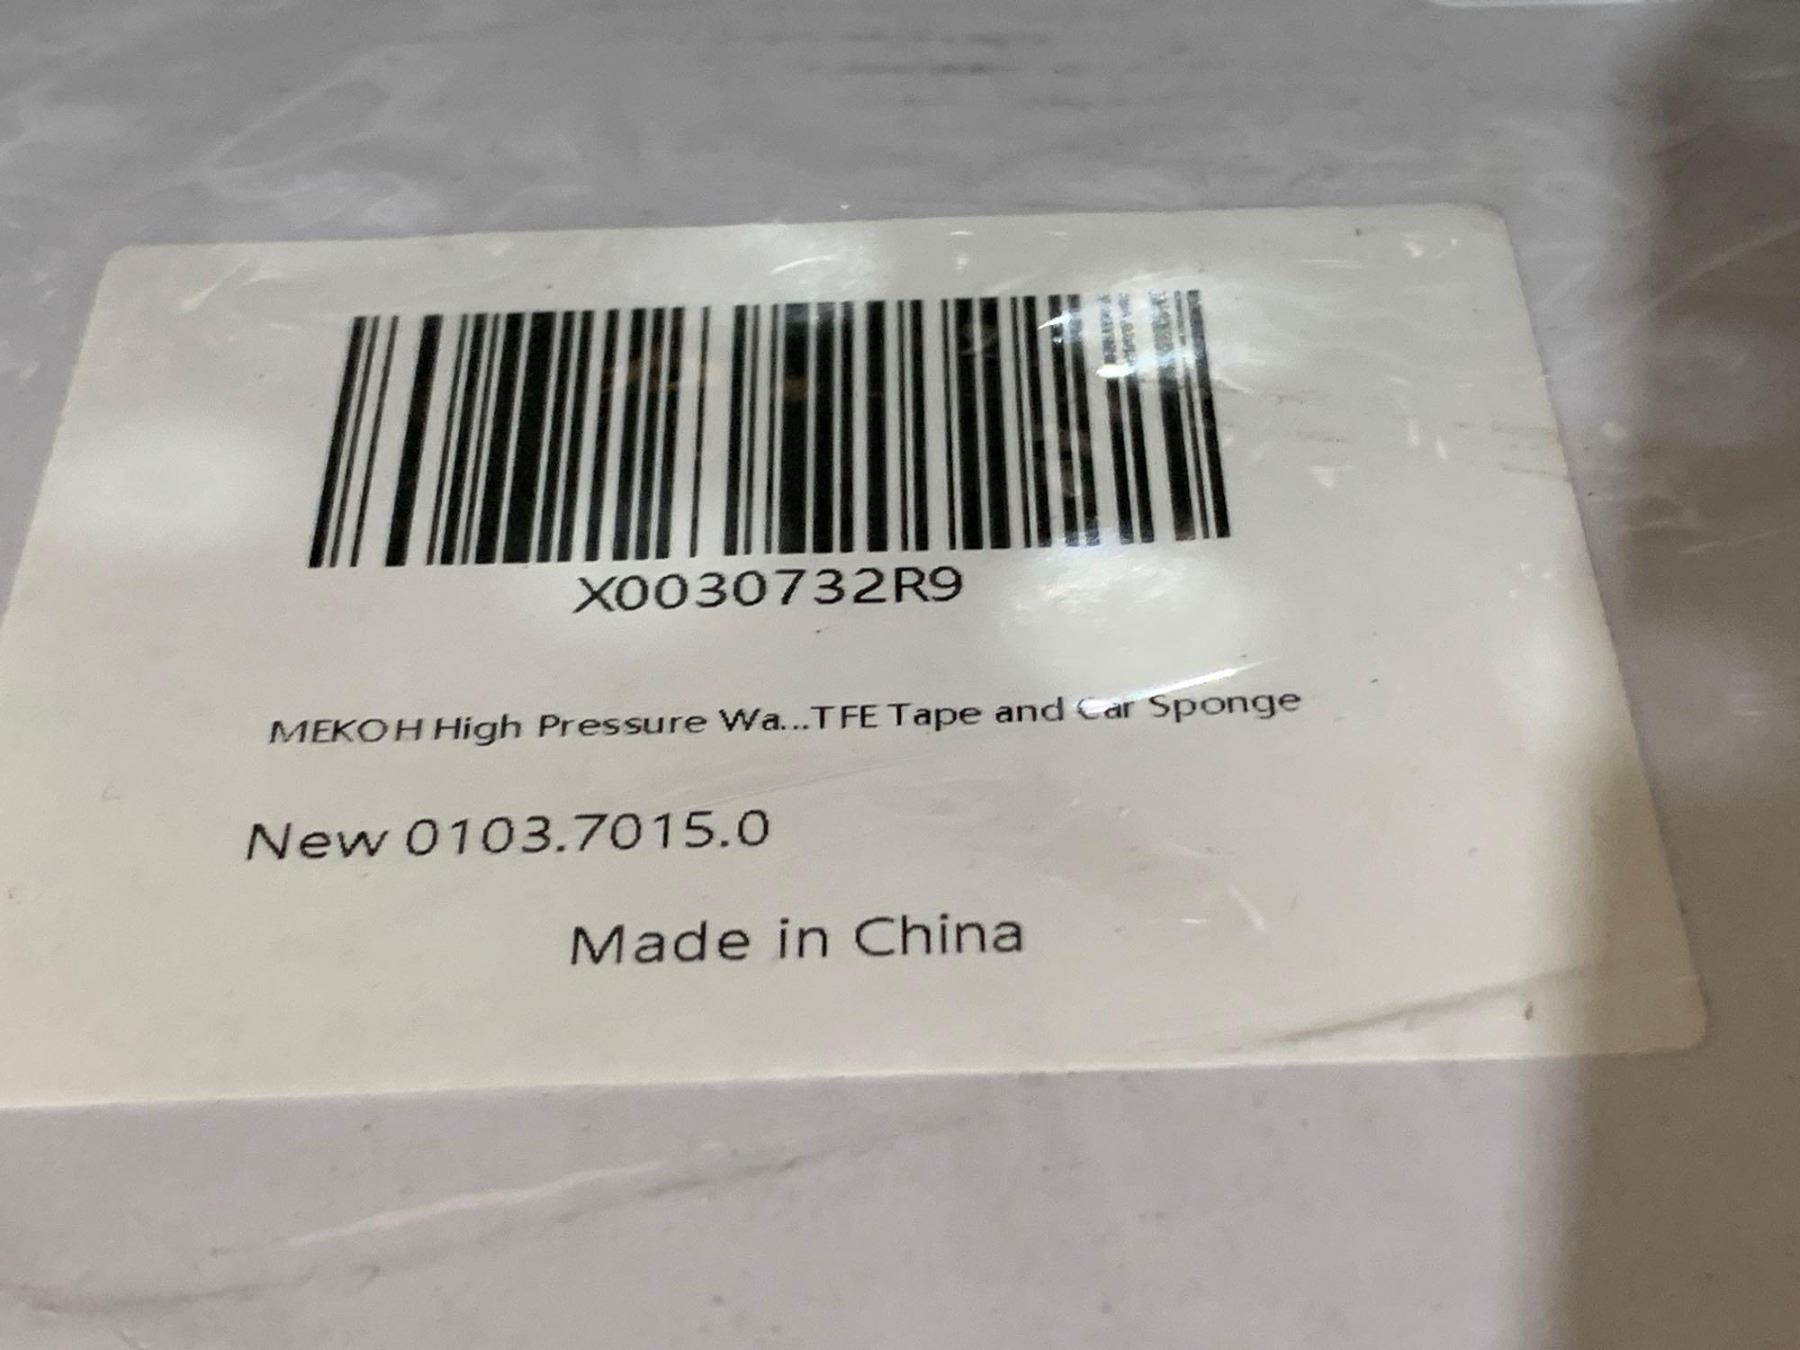 X0030732R9
MEKOH High Pressure Wa...TFE Tape and Car Sponge
New 0103.7015.0
Made in China